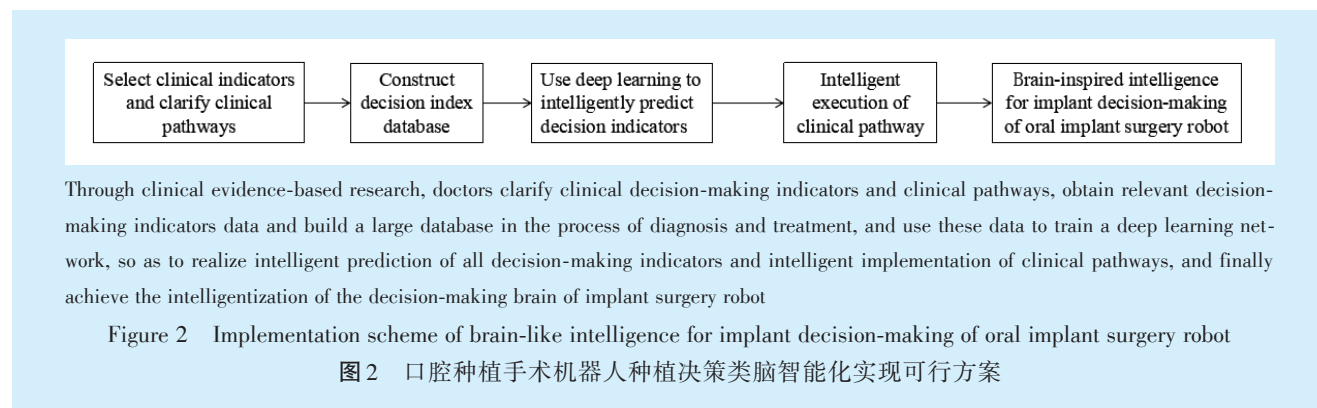 Select clinical indicators
and clarify clinical
pathways
Construct
decision index
database
Use deep learning to
intelligently predict
decision indicators
Intelligent
execution of
clinical pathway
Brain-inspired intelligence
for implant decision-making
of oral implant surgery robot
Through clinical evidence-based research, doctors clarify clinical decision-making indicators and clinical pathways, obtain relevant decision-
making indicators data and build a large database in the process of diagnosis and treatment, and use these data to train a deep learning net-
work, so as to realize intelligent prediction of all decision-making indicators and intelligent implementation of clinical pathways, and finally
achieve the intelligentization of the decision-making brain of implant surgery robot
Figure 2 Implementation scheme of brain-like intelligence for implant decision-making of oral implant surgery robot
图2 口腔种植手术机器人种植决策类脑智能化实现可行方案